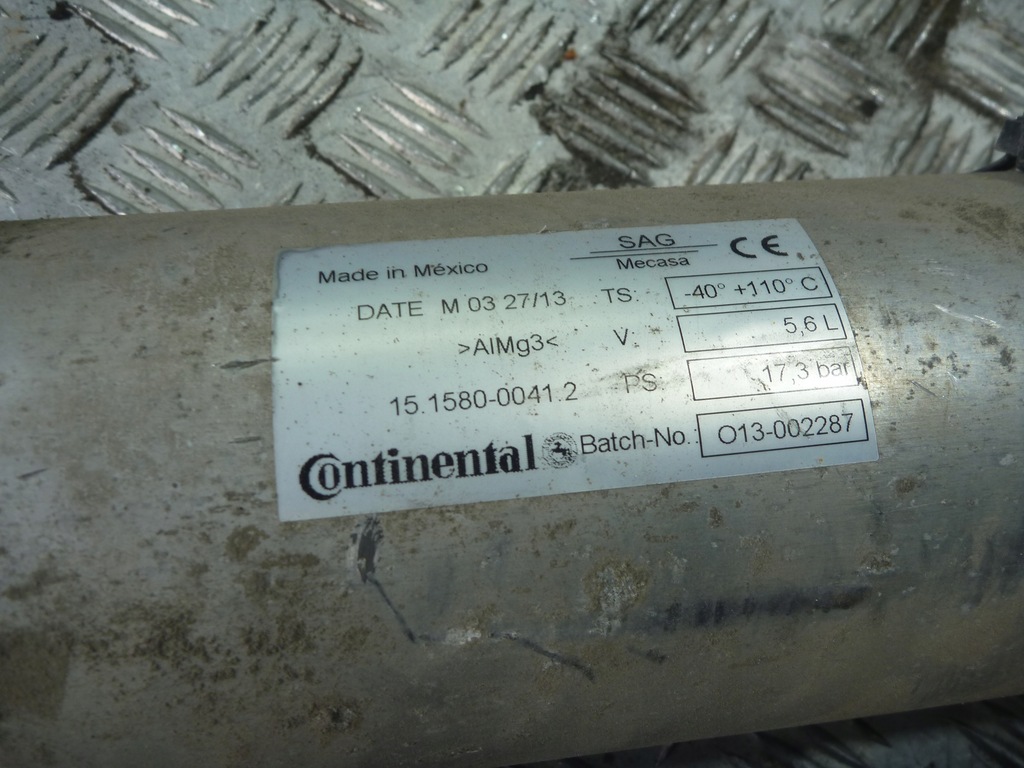 Made in México
SAG
Mecasa
CE
DATE M 03 27/13
TS:
-40° +110° C
>AlMg3<
V.
5,6 L
15.1580-0041.2
PS:
17,3 bar
Continental
Batch-No.:
O13-002287